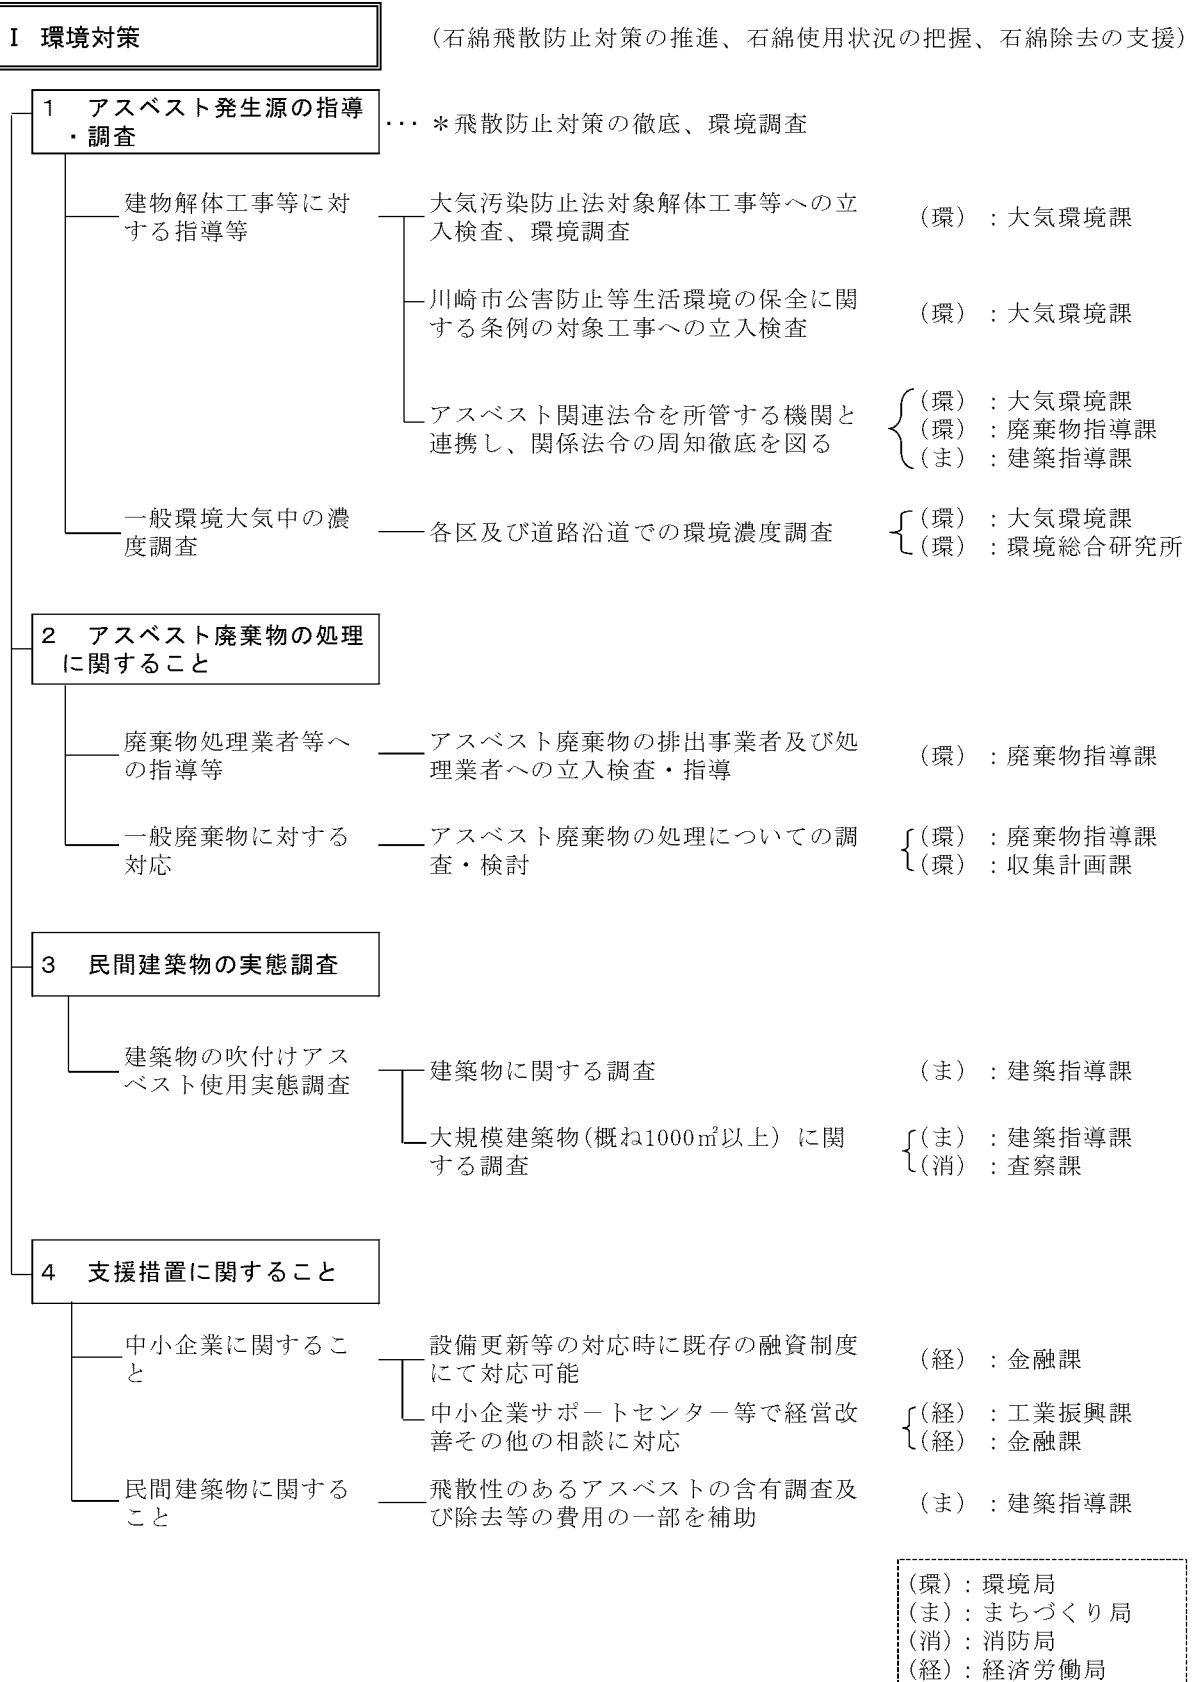 Ⅰ 環境対策 (石綿飛散防止対策の推進、石綿使用状況の把握、石綿除去の支援)
1 アスベスト発生源の指導
・調査
･･･ ＊飛散防止対策の徹底、環境調査
建物解体工事等に対
する指導等
大気汚染防止法対象解体工事等への立
入検査、環境調査
(環) : 大気環境課
川崎市公害防止等生活環境の保全に関
する条例の対象工事への立入検査
(環) : 大気環境課
アスベスト関連法令を所管する機関と
連携し、関係法令の周知徹底を図る
(環) : 大気環境課
(環) : 廃棄物指導課
(ま) : 建築指導課
一般環境大気中の濃
度調査
各区及び道路沿道での環境濃度調査
(環) : 大気環境課
(環) : 環境総合研究所
2 アスベスト廃棄物の処理
に関すること
廃棄物処理業者等へ
の指導等
アスベスト廃棄物の排出事業者及び処
理業者への立入検査・指導
(環) : 廃棄物指導課
一般廃棄物に対する
対応
アスベスト廃棄物の処理についての調
査・検討
(環) : 廃棄物指導課
(環) : 収集計画課
3 民間建築物の実態調査
建築物の吹付けアス
ベスト使用実態調査
建築物に関する調査
(ま) : 建築指導課
大規模建築物(概ね1000㎡以上) に関
する調査
(ま) : 建築指導課
(消) : 査察課
4 支援措置に関すること
中小企業に関するこ
と
設備更新等の対応時に既存の融資制度
にて対応可能
(経) : 金融課
中小企業サポートセンター等で経営改
善その他の相談に対応
(経) : 工業振興課
(経) : 金融課
民間建築物に関する
こと
飛散性のあるアスベストの含有調査及
び除去等の費用の一部を補助
(ま) : 建築指導課
(環) : 環境局
(ま) : まちづくり局
(消) : 消防局
(経) : 経済労働局